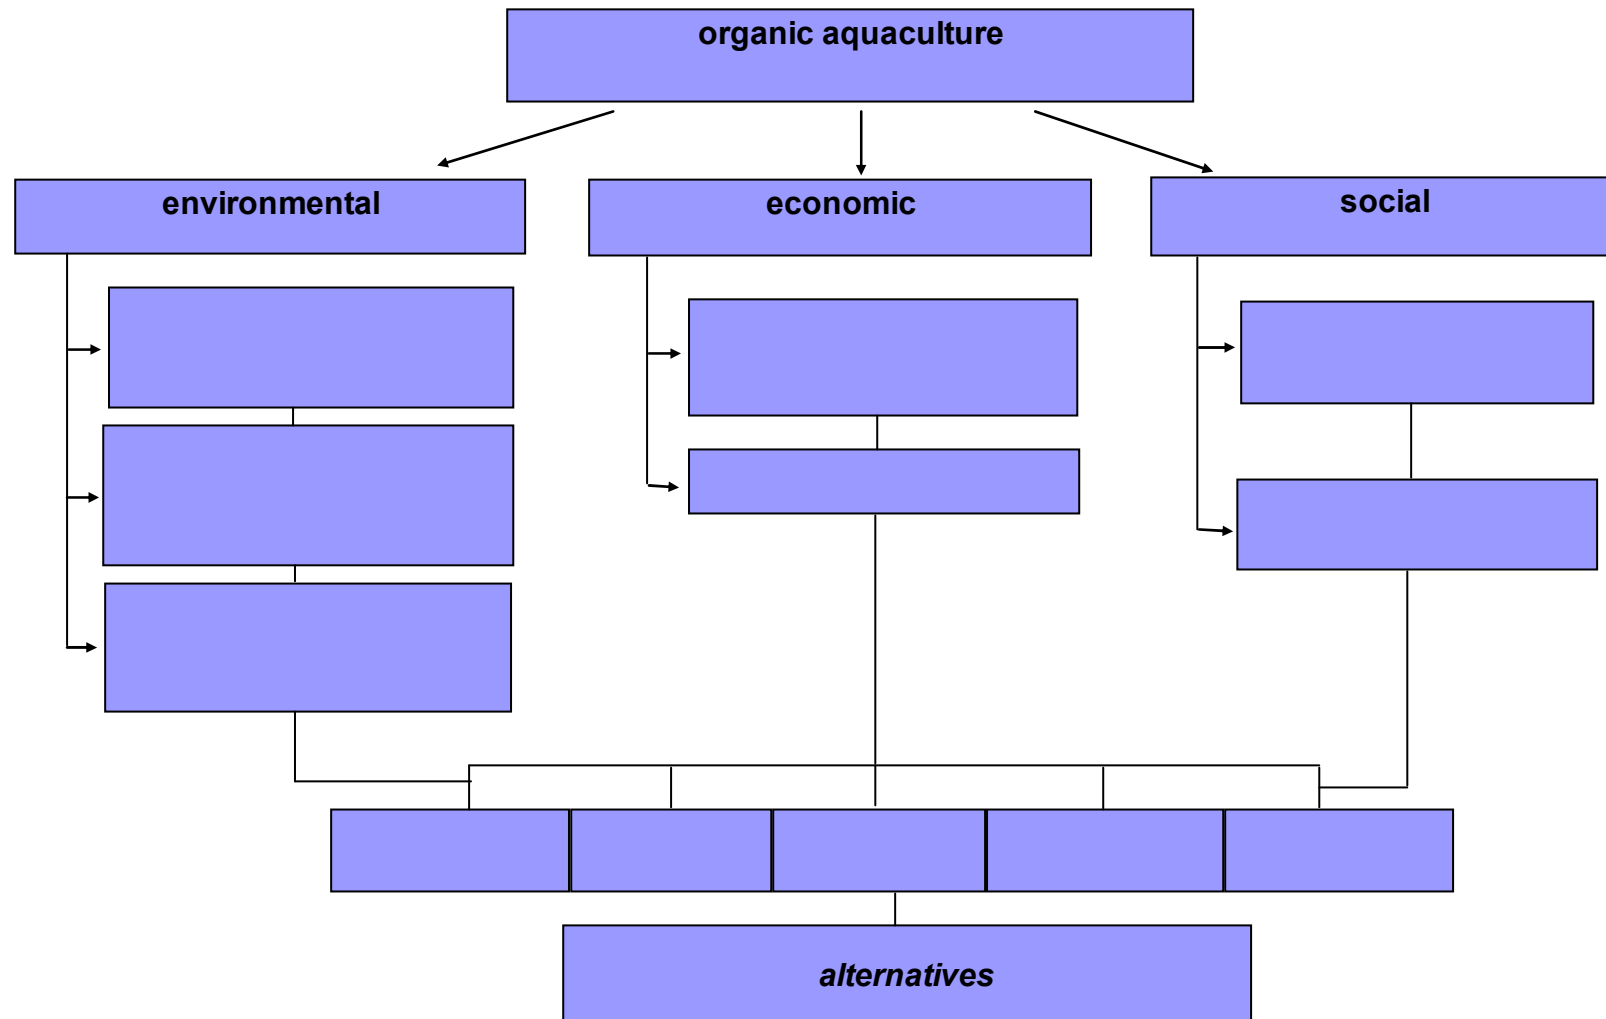 organic aquaculture
environmental
economic
social
alternatives